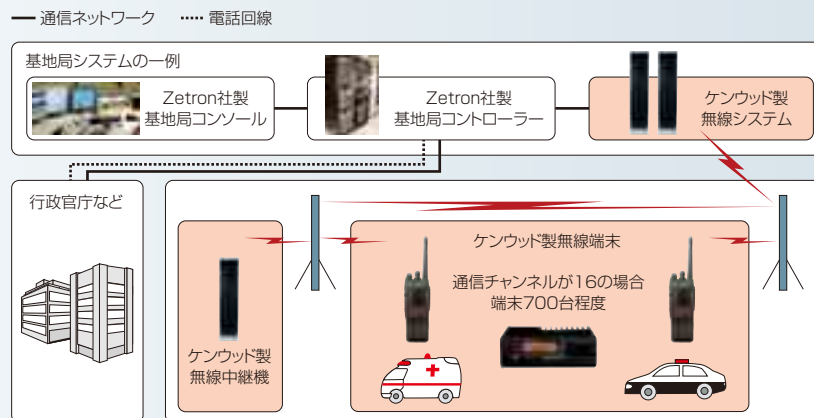 通信ネットワーク
電話回線
基地局システムの一例
Zetron社製
基地局コンソール
Zetron社製
基地局コントローラー
ケンウッド製
無線システム
行政官庁など
ケンウッド製無線端末
通信チャンネルが16の場合
端末700台程度
ケンウッド製
無線中継機